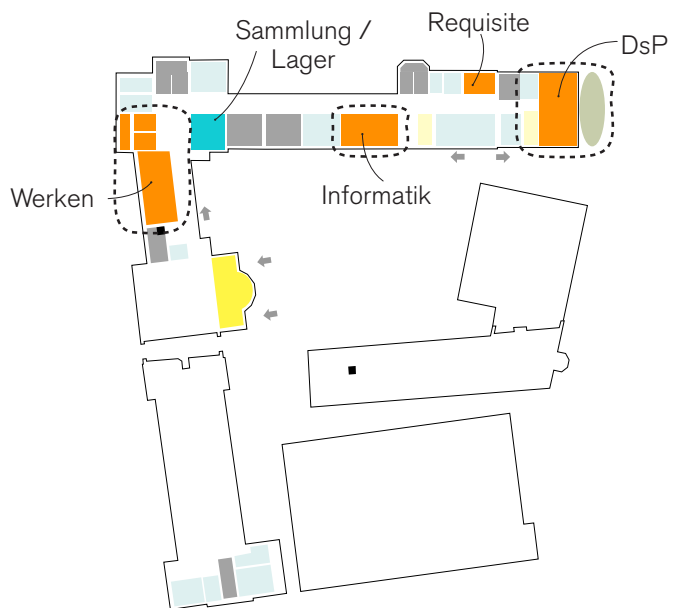 Requisite
Sammlung /
Lager
DsP
Werken
Informatik